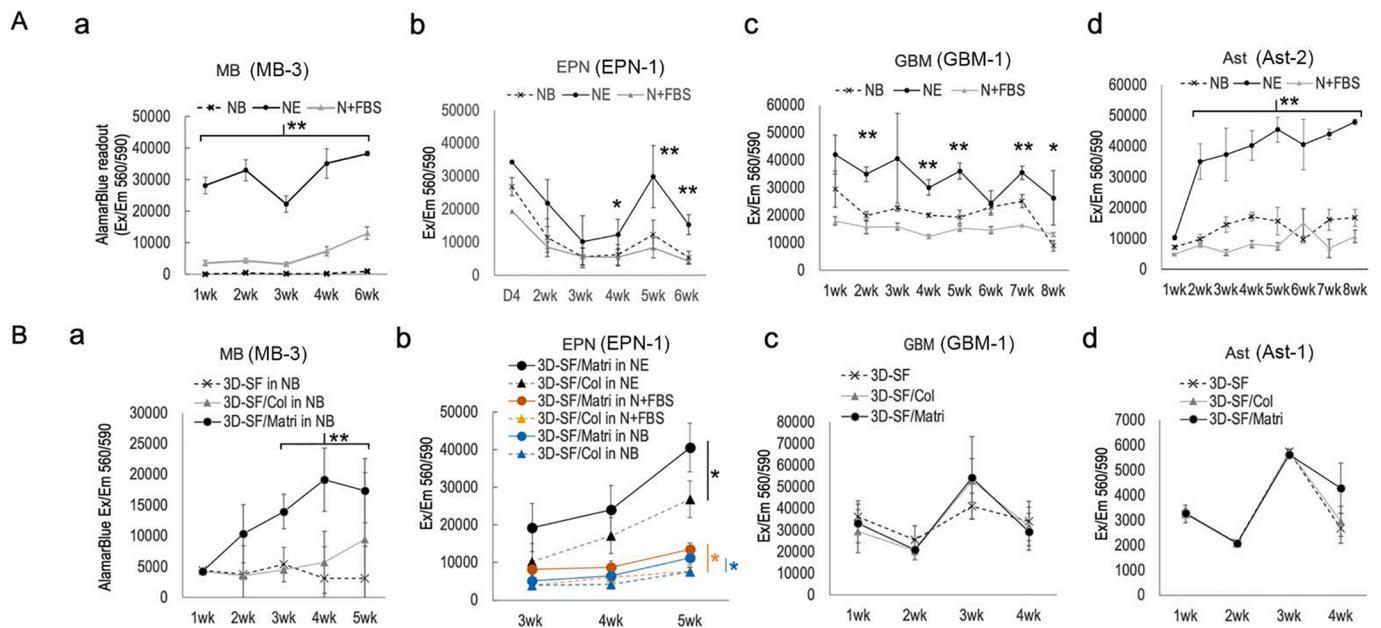 A
a
MB (MB-3)
NB NE N+FBS
AlamarBlue readout
(Ex/Em 560/590)
50000
40000
30000
20000
10000
0
**
1wk 2wk 3wk 4wk 6wk
b
EPN (EPN-1)
NB NE N+FBS
Ex/Em 560/590
50000
40000
30000
20000
10000
0
*
**
**
D4 2wk 3wk 4wk 5wk 6wk
c
GBM (GBM-1)
NB NE N+FBS
Ex/Em 560/590
60000
50000
40000
30000
20000
10000
0
** ** ** ** *
1wk 2wk 3wk 4wk 5wk 6wk 7wk 8wk
d
Ast (Ast-2)
NB NE N+FBS
Ex/Em 560/590
60000
50000
40000
30000
20000
10000
0
**
1wk 2wk 3wk 4wk 5wk 6wk 7wk 8wk
B
a
MB (MB-3)
3D-SF in NB
3D-SF/Col in NB
3D-SF/Matri in NB
AlamarBlue Ex/Em 560/590
30000
25000
20000
15000
10000
5000
0
**
1wk 2wk 3wk 4wk 5wk
b
EPN (EPN-1)
3D-SF/Matri in NE
3D-SF/Col in NE
3D-SF/Matri in N+FBS
3D-SF/Col in N+FBS
3D-SF/Matri in NB
3D-SF/Col in NB
Ex/Em 560/590
50000
40000
30000
20000
10000
0
*
* *
3wk 4wk 5wk
c
GBM (GBM-1)
3D-SF
3D-SF/Col
3D-SF/Matri
Ex/Em 560/590
80000
70000
60000
50000
40000
30000
20000
10000
0
1wk 2wk 3wk 4wk
d
Ast (Ast-1)
3D-SF
3D-SF/Col
3D-SF/Matri
Ex/Em 560/590
7000
6000
5000
4000
3000
2000
1000
0
1wk 2wk 3wk 4wk